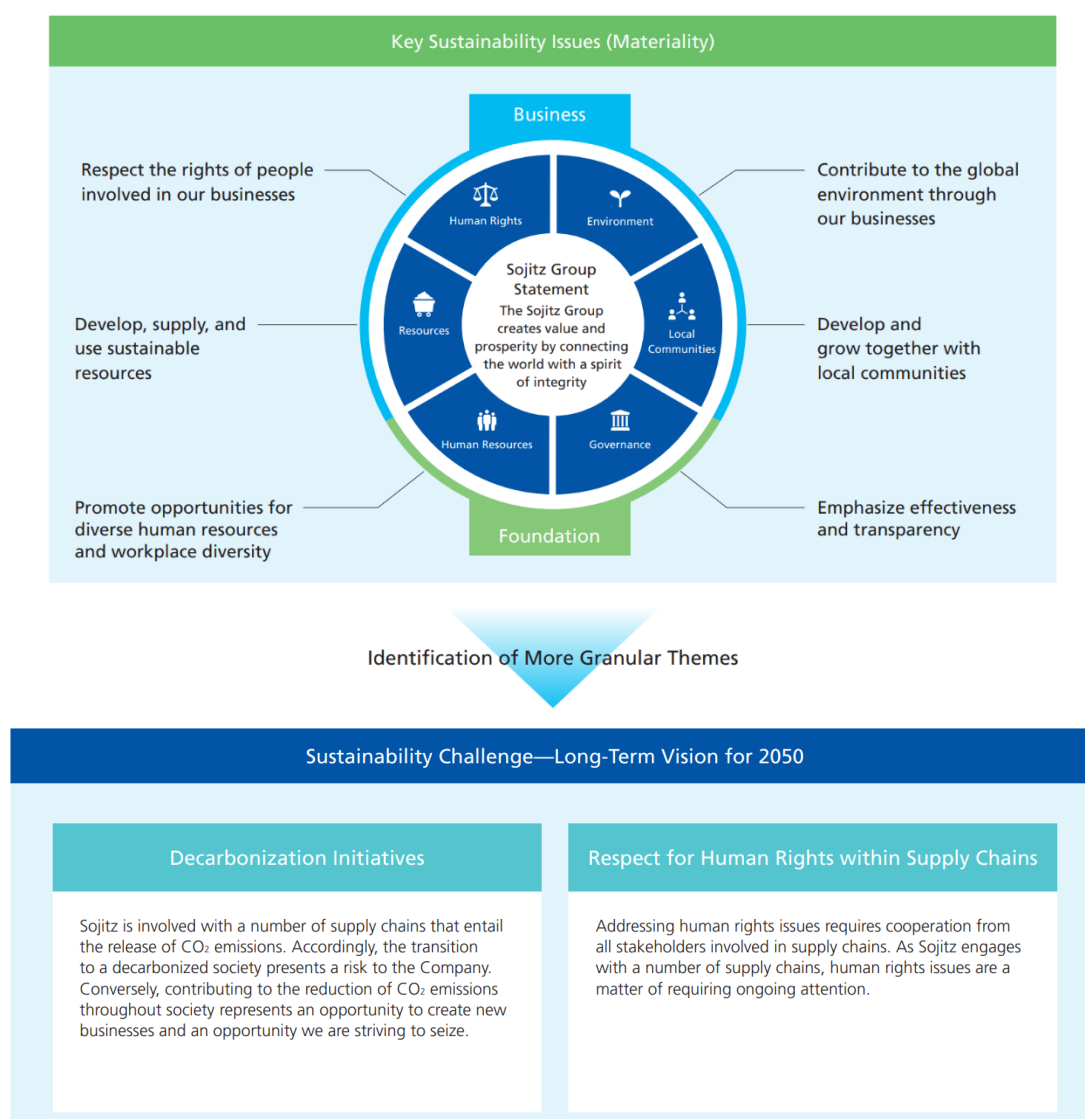 Key Sustainability Issues (Materiality)
Business
Respect the rights of people
involved in our businesses
Contribute to the global
environment through
our businesses
Human Rights
Environment
Develop, supply, and
use sustainable
resources
Resources
Sojitz Group
Statement
The Sojitz Group
creates value and
prosperity by connecting
the world with a spirit
of integrity
Local
Communities
Develop and
grow together with
local communities
Human Resources
Governance
Promote opportunities for
diverse human resources
and workplace diversity
Emphasize effectiveness
and transparency
Foundation
Identification of More Granular Themes
Sustainability Challenge—Long-Term Vision for 2050
Decarbonization Initiatives
Sojitz is involved with a number of supply chains that entail
the release of CO₂ emissions. Accordingly, the transition
to a decarbonized society presents a risk to the Company.
Conversely, contributing to the reduction of CO₂ emissions
throughout society represents an opportunity to create new
businesses and an opportunity we are striving to seize.
Respect for Human Rights within Supply Chains
Addressing human rights issues requires cooperation from
all stakeholders involved in supply chains. As Sojitz engages
with a number of supply chains, human rights issues are a
matter of requiring ongoing attention.